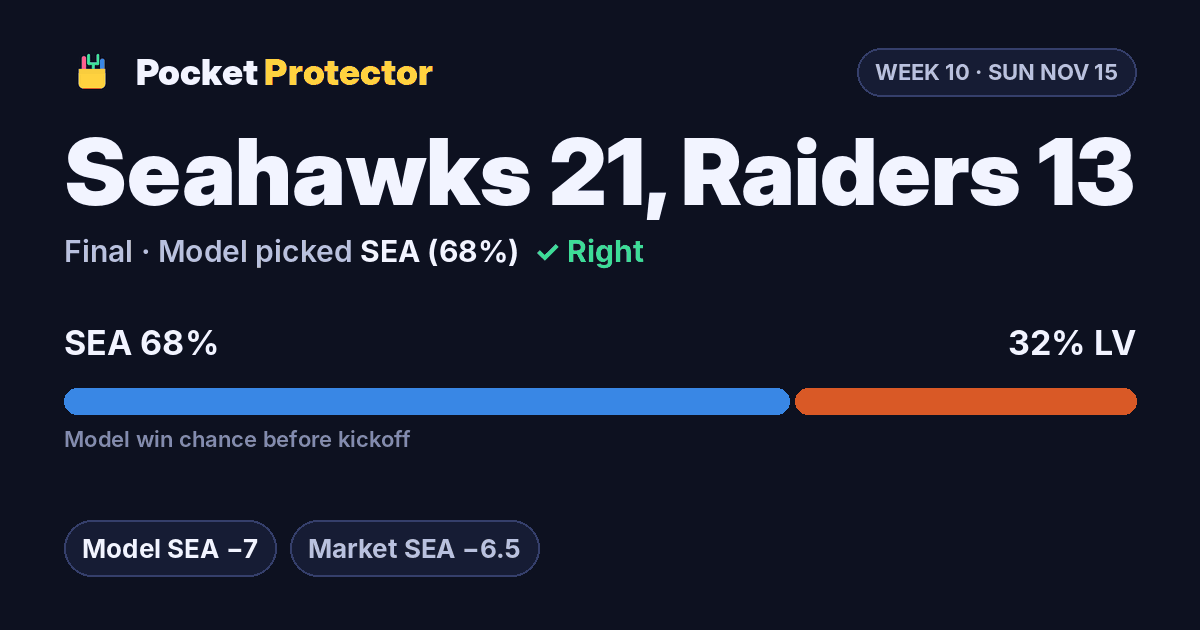 Pocket Protector
WEEK 10 · SUN NOV 15
Seahawks 21, Raiders 13
Final · Model picked SEA (68%) ✓ Right
SEA 68%
32% LV
Model win chance before kickoff
Model SEA −7
Market SEA −6.5